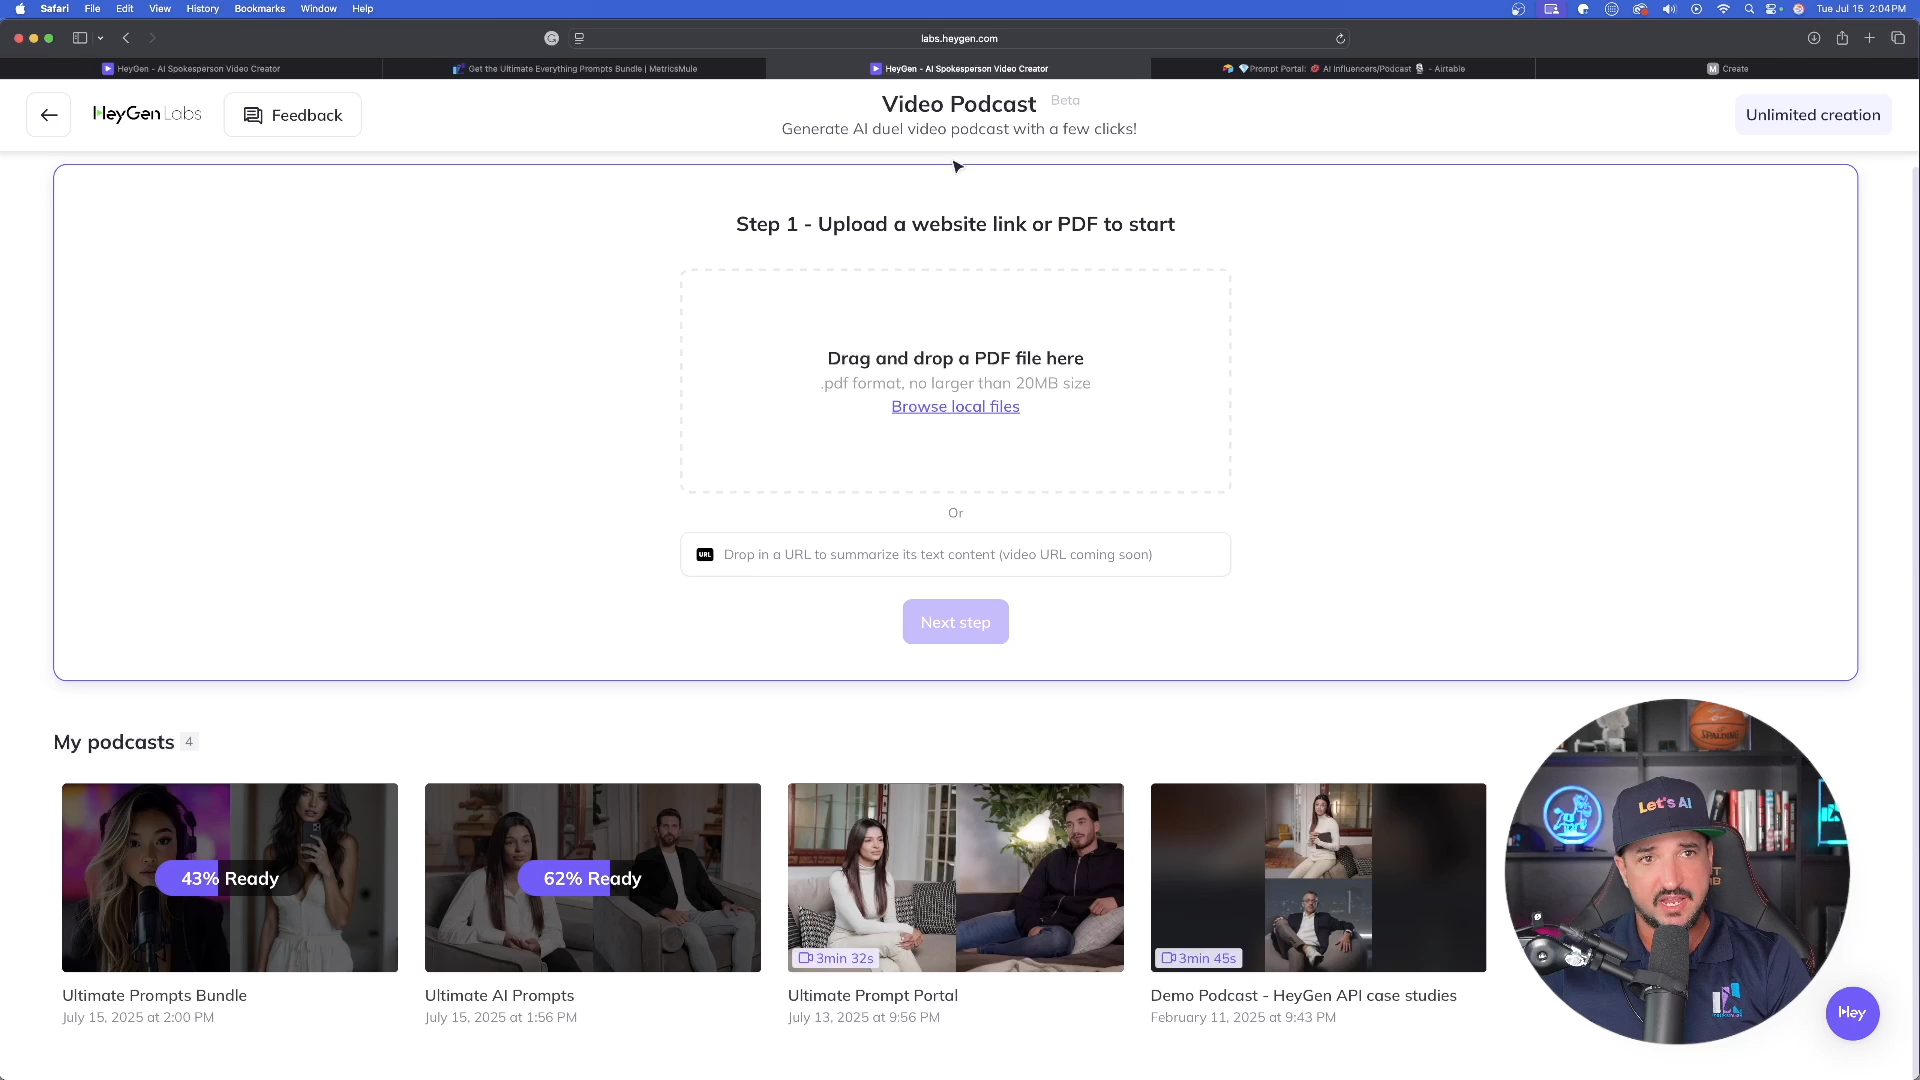 Safari File Edit View History Bookmarks Window Help
Tue Jul 15 2:04 PM
labs.heygen.com
HeyGen - AI Spokesperson Video Creator
Get the Ultimate Everything Prompts Bundle | MetricsMule
HeyGen - AI Spokesperson Video Creator
Prompt Portal: AI Influencers/Podcast - Airtable
M Create
HeyGen Labs
Feedback
Video Podcast Beta
Generate AI duel video podcast with a few clicks!
Unlimited creation
Step 1 - Upload a website link or PDF to start
Drag and drop a PDF file here
.pdf format, no larger than 20MB size
Browse local files
Or
URL Drop in a URL to summarize its text content (video URL coming soon)
Next step
My podcasts 4
43% Ready
62% Ready
3min 32s
3min 45s
Ultimate Prompts Bundle
July 15, 2025 at 2:00 PM
Ultimate AI Prompts
July 15, 2025 at 1:56 PM
Ultimate Prompt Portal
July 13, 2025 at 9:56 PM
Demo Podcast - HeyGen API case studies
February 11, 2025 at 9:43 PM
SPALDING
Let's AI
Hey